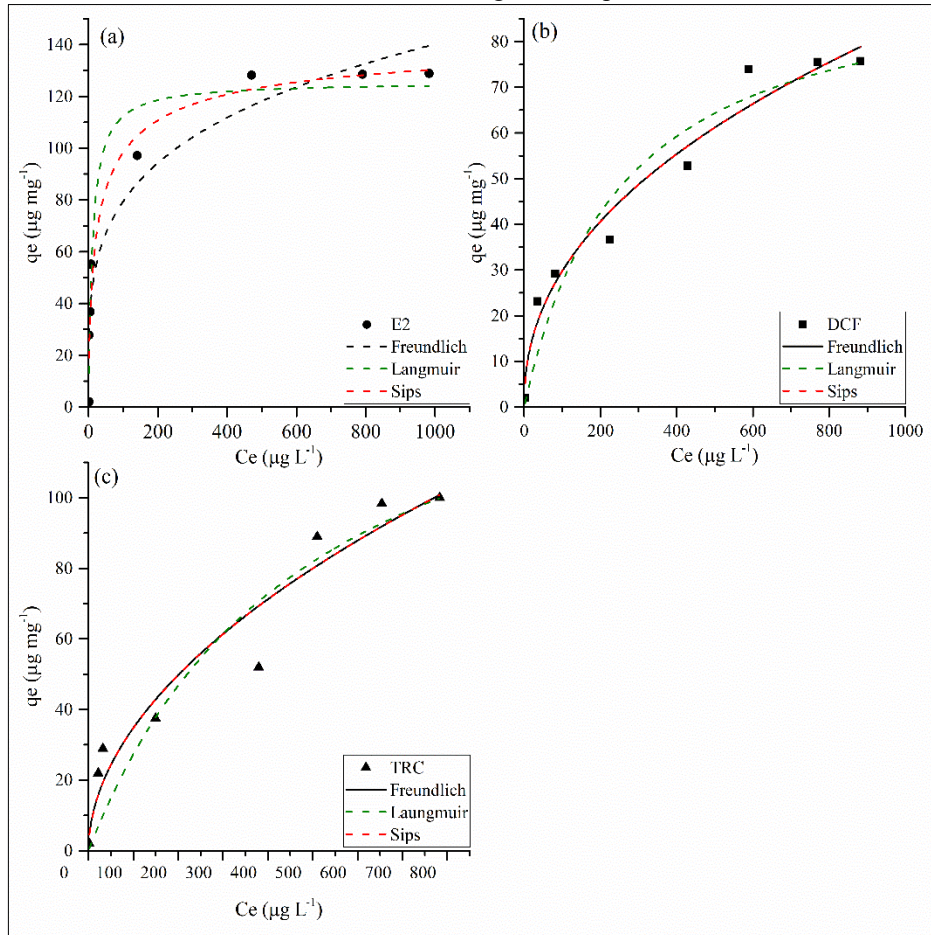 (a)
140
120
100
80
60
40
20
0
qe (µg mg⁻¹)
E2
Freundlich
Langmuir
Sips
0 200 400 600 800 1000
Ce (µg L⁻¹)
(b)
80
70
60
50
40
30
20
10
0
qe (µg mg⁻¹)
DCF
Freundlich
Langmuir
Sips
0 200 400 600 800 1000
Ce (µg L⁻¹)
(c)
100
80
60
40
20
0
qe (µg mg⁻¹)
TRC
Freundlich
Laungmuir
Sips
0 100 200 400 500 700 800
Ce (µg L⁻¹)